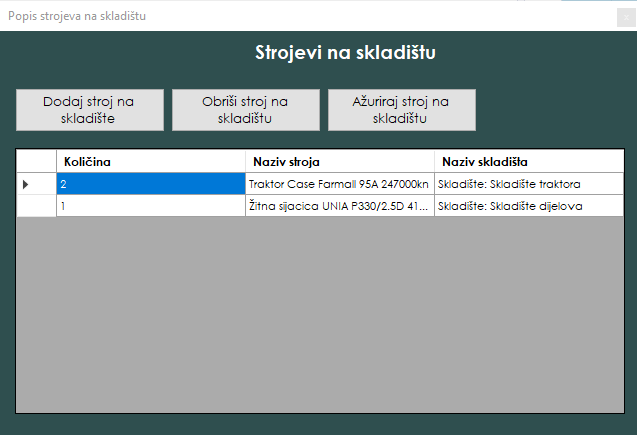 Popis strojeva na skladištu
Strojevi na skladištu
Dodaj stroj na
skladište
Obriši stroj na
skladištu
Ažuriraj stroj na
skladištu
Količina Naziv stroja Naziv skladišta
2 Traktor Case Farmall 95A 247000kn Skladište: Skladište traktora
1 Žitna sijacica UNIA P330/2.5D 41... Skladište: Skladište dijelova